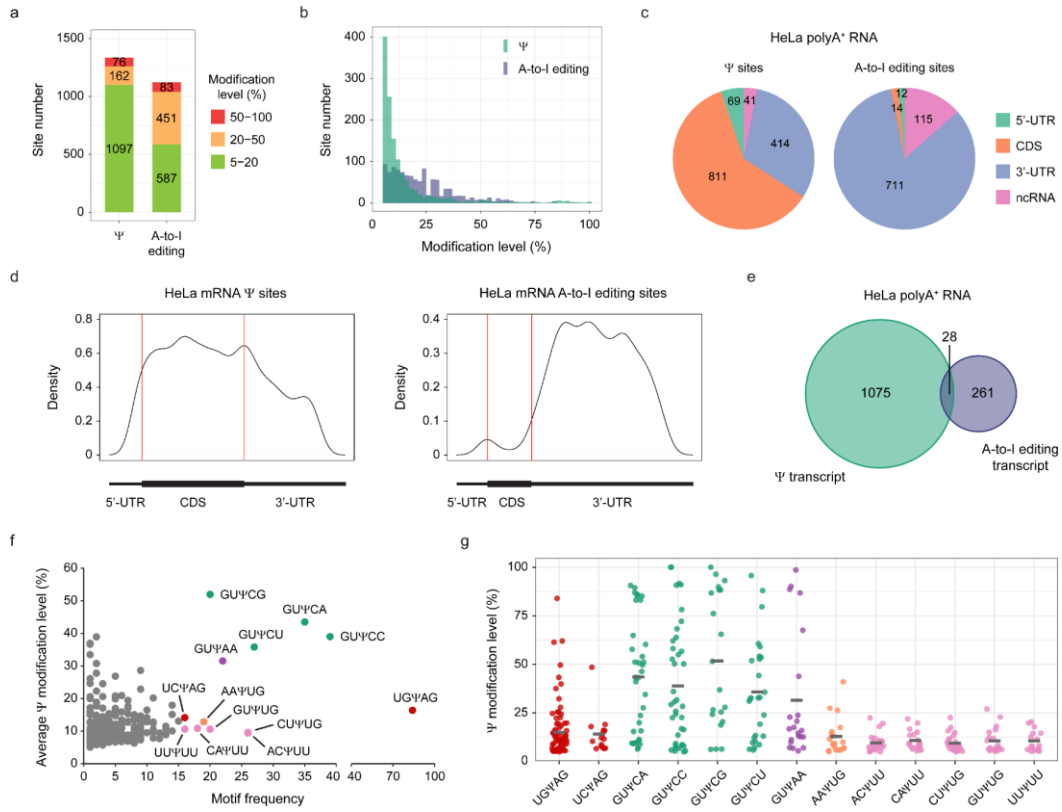 a
1500
1000
500
0
Site number
76
162
1097
83
451
587
Ψ
A-to-I
editing
Modification
level (%)
50−100
20−50
5−20
b
400
300
200
100
0
Site number
0
25
50
75
100
Modification level (%)
Ψ
A-to-I editing
c
HeLa polyA⁺ RNA
Ψ sites
A-to-I editing sites
69
41
414
811
12
14
115
711
5'-UTR
CDS
3'-UTR
ncRNA
d
HeLa mRNA Ψ sites
0.8
0.6
0.4
0.2
0
Density
5'-UTR
CDS
3'-UTR
HeLa mRNA A-to-I editing sites
0.4
0.3
0.2
0.1
0
Density
5'-UTR
CDS
3'-UTR
e
HeLa polyA⁺ RNA
28
1075
261
Ψ transcript
A-to-I editing
transcript
f
Average Ψ modification level (%)
60
50
40
30
20
10
0
GUΨCG
GUΨCA
GUΨCU
GUΨCC
GUΨAA
UCΨAG
AAΨUG
GUΨUG
UGΨAG
CUΨUG
UUΨUU
CAΨUU
ACΨUU
0
10
20
30
40
40
70
100
Motif frequency
g
Ψ modification level (%)
100
75
50
25
0
UGΨAG
UCΨAG
GUΨCA
GUΨCC
GUΨCG
GUΨCU
GUΨAA
AAΨUG
ACΨUU
CAΨUU
CUΨUG
GUΨUG
UUΨUU